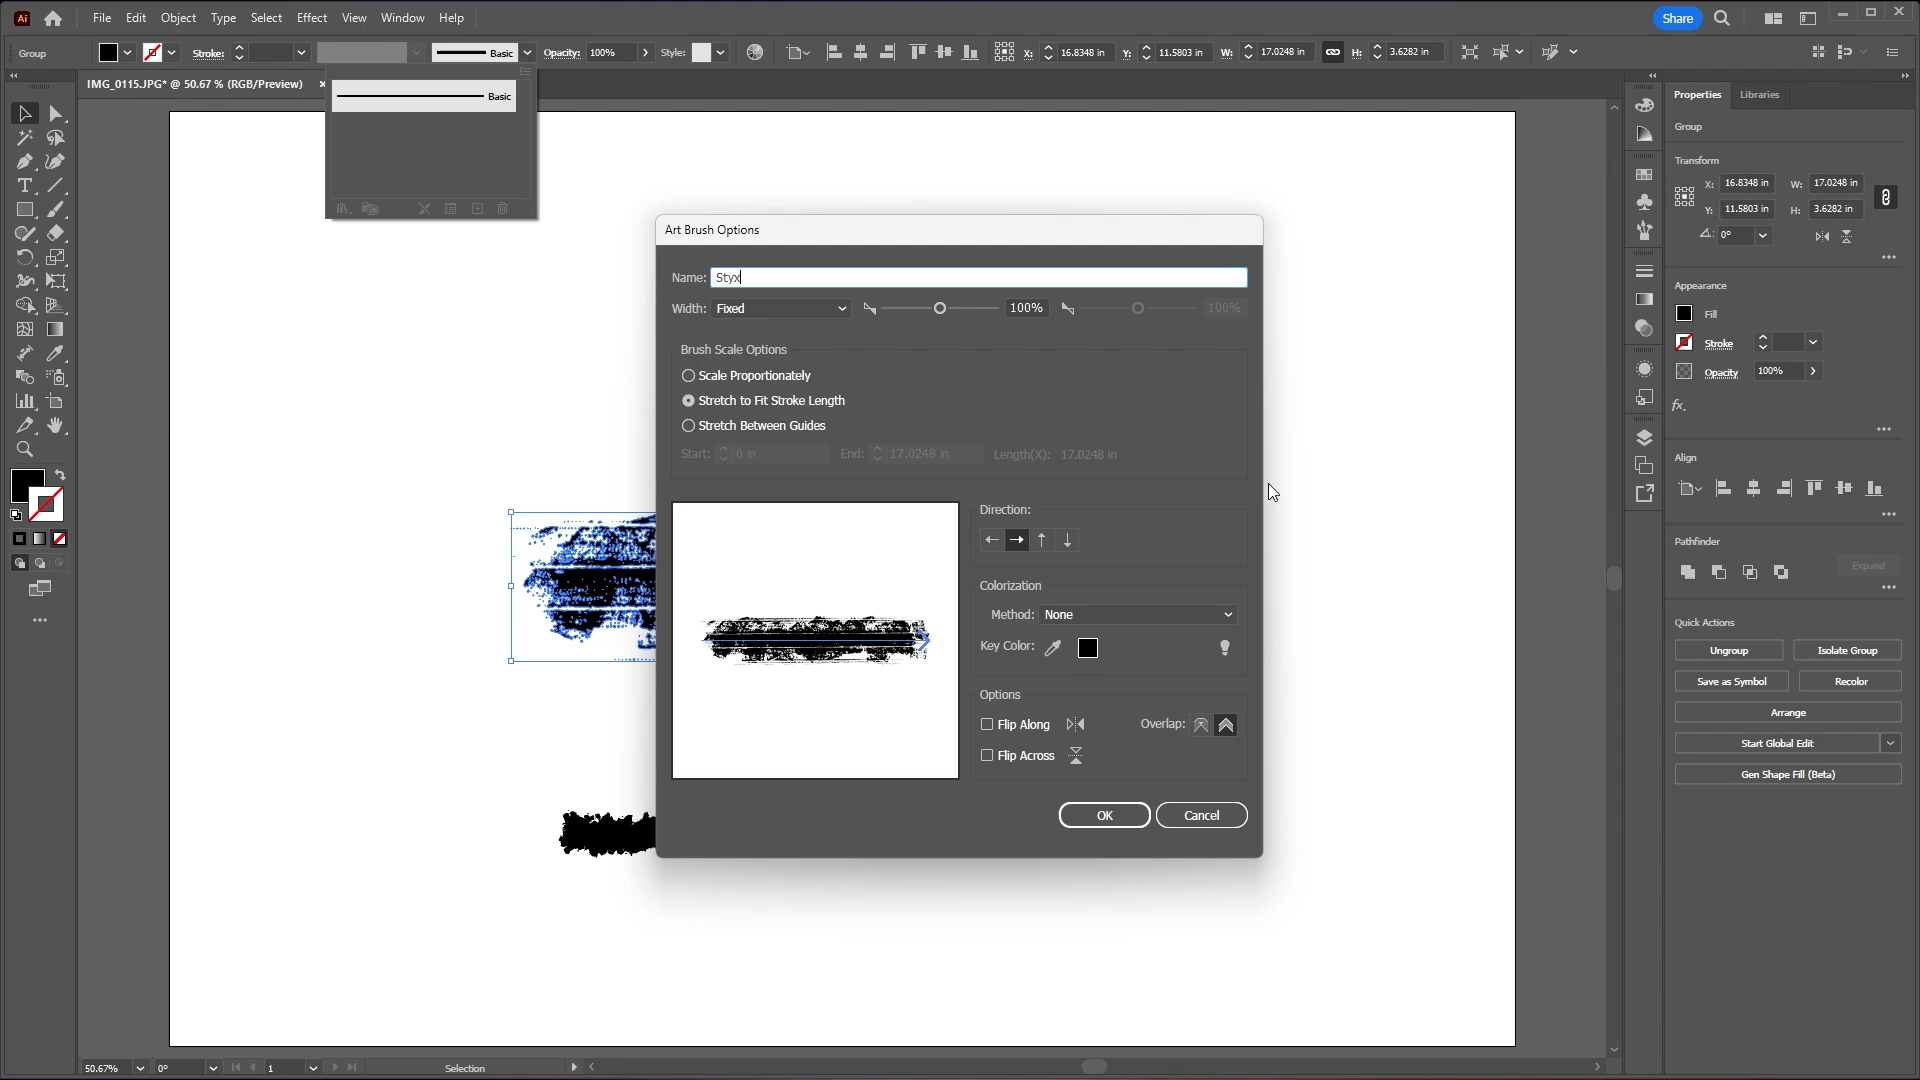 Ai File Edit Object Type Select Effect View Window Help Share
Group Stroke: Basic Opacity: 100% Style: X: 16.8348 in Y: 11.5803 in W: 17.0248 in H: 3.6282 in
IMG_0115.JPG* @ 50.67 % (RGB/Preview) ×
Basic
Art Brush Options
Name: Styx
Width: Fixed 100% 100%
Brush Scale Options
Scale Proportionately
Stretch to Fit Stroke Length
Stretch Between Guides
Start: 0 in End: 17.0248 in Length(X): 17.0248 in
Direction:
Colorization
Method: None
Key Color:
Options
Flip Along Overlap:
Flip Across
OK Cancel
Properties Libraries
Group
Transform
X: 16.8348 in W: 17.0248 in
Y: 11.5803 in H: 3.6282 in
0°
Appearance
Fill
Stroke
Opacity 100%
fx.
Align
Pathfinder
Expand
Quick Actions
Ungroup Isolate Group
Save as Symbol Recolor
Arrange
Start Global Edit
Gen Shape Fill (Beta)
50.67% 0° 1 Selection